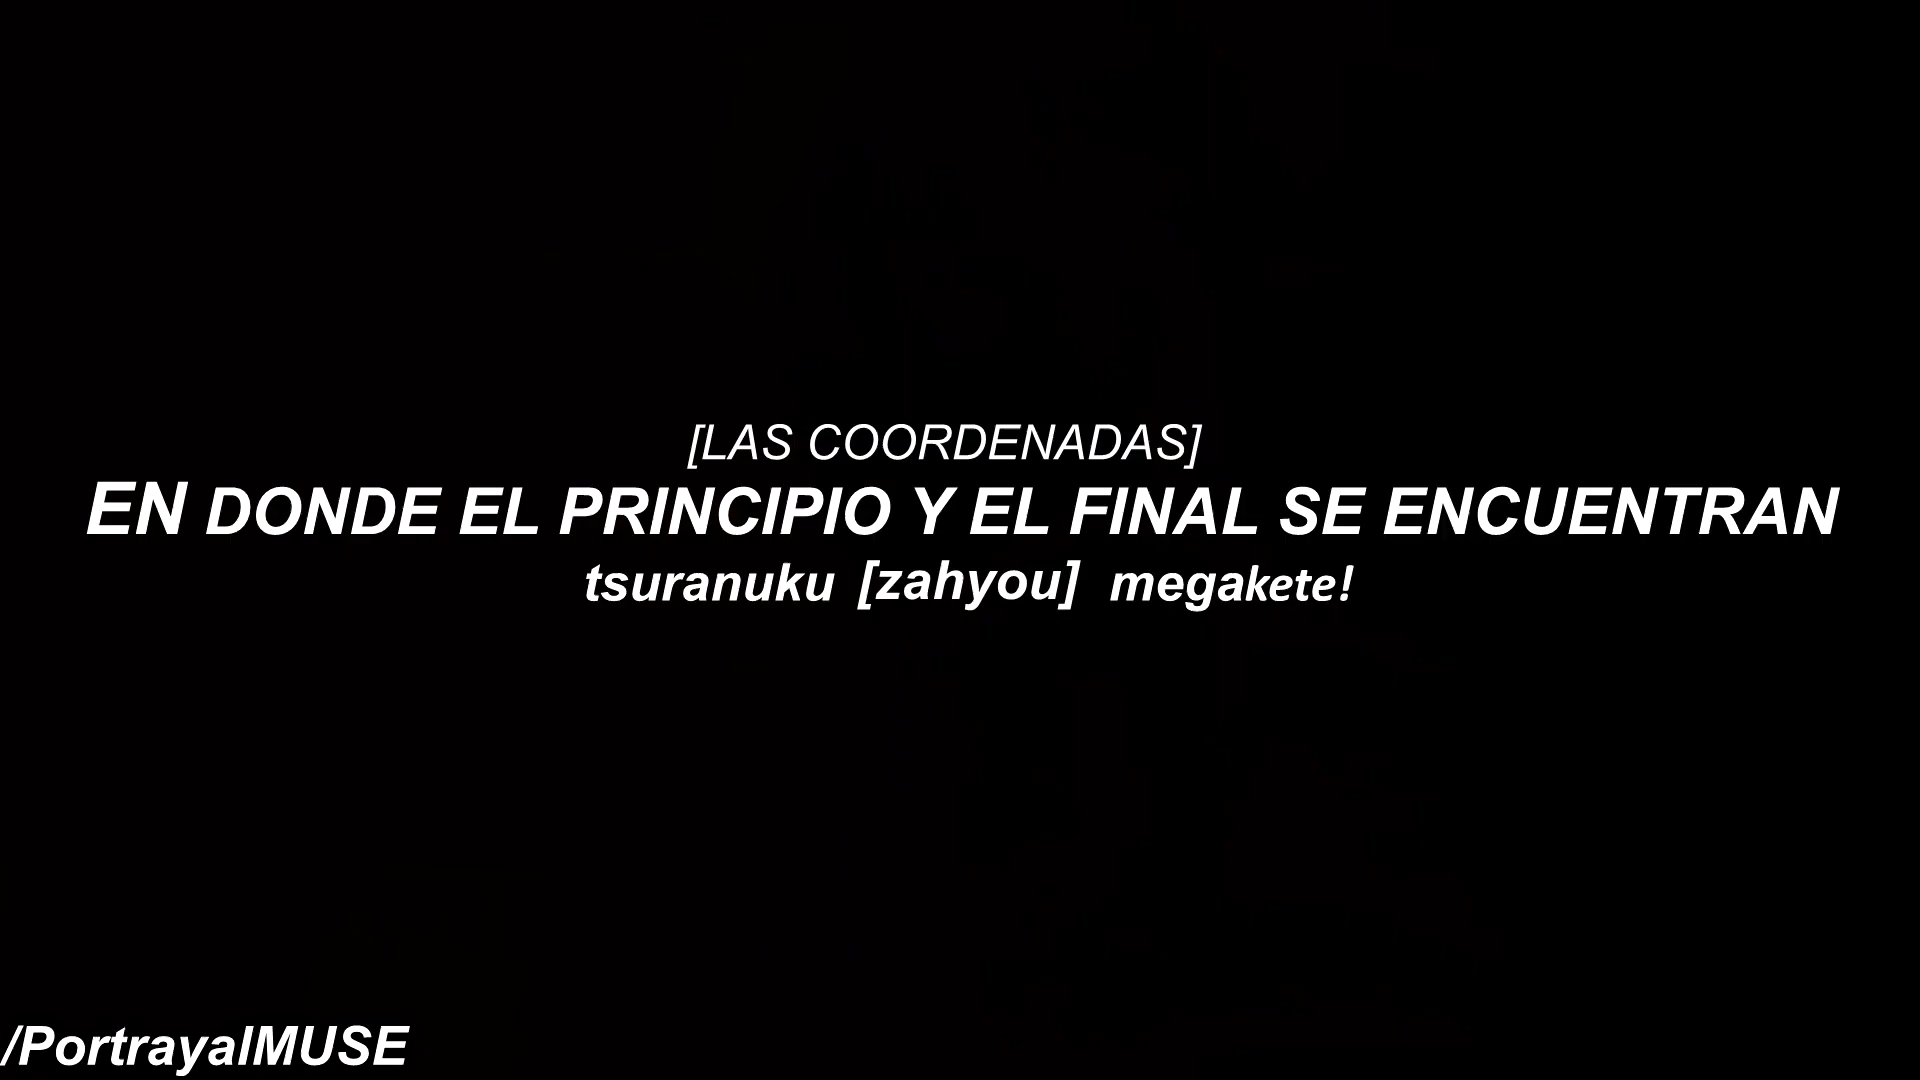 [LAS COORDENADAS]
EN DONDE EL PRINCIPIO Y EL FINAL SE ENCUENTRAN
tsuranuku [zahyou] megakete!
/PortrayalMUSE